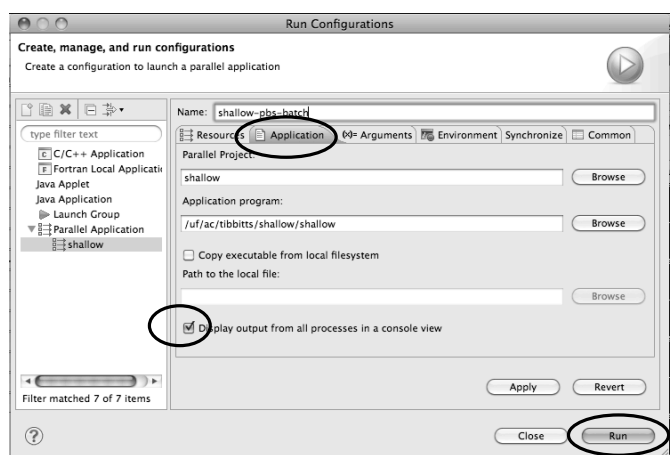 Run Configurations
Create, manage, and run configurations
Create a configuration to launch a parallel application
type filter text
C/C++ Application
Fortran Local Applicatio
Java Applet
Java Application
Launch Group
Parallel Application
shallow
Filter matched 7 of 7 items
Name: shallow-pbs-batch
Resources Application (x)= Arguments Environment Synchronize Common
Parallel Project:
shallow Browse
Application program:
/uf/ac/tibbitts/shallow/shallow Browse
Copy executable from local filesystem
Path to the local file:
Browse
Display output from all processes in a console view
Apply Revert
? Close Run